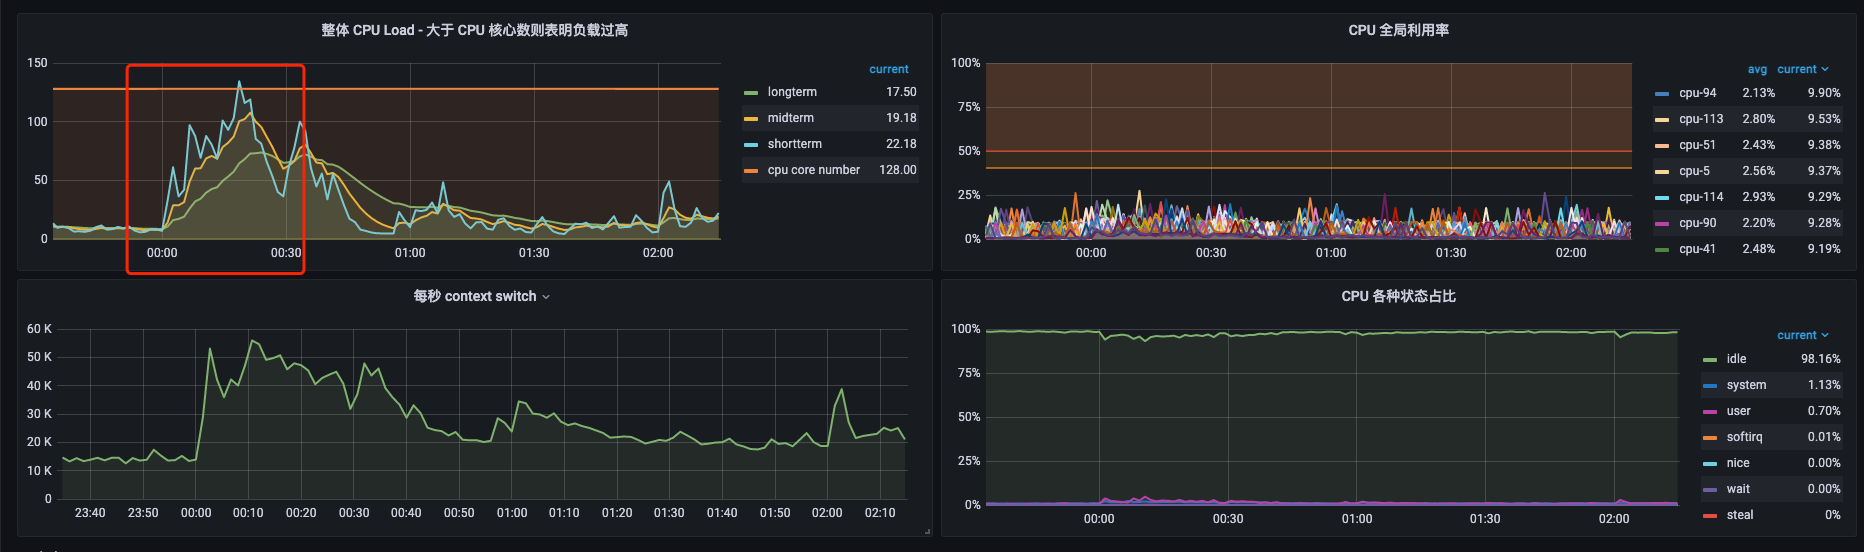 整体 CPU Load - 大于 CPU 核心数则表明负载过高
150
100
50
0
00:00
00:30
01:00
01:30
02:00
current
longterm 17.50
midterm 19.18
shortterm 22.18
cpu core number 128.00
CPU 全局利用率
100%
75%
50%
25%
0%
00:00
00:30
01:00
01:30
02:00
avg current
cpu-94 2.13% 9.90%
cpu-113 2.80% 9.53%
cpu-51 2.43% 9.38%
cpu-5 2.56% 9.37%
cpu-114 2.93% 9.29%
cpu-90 2.20% 9.28%
cpu-41 2.48% 9.19%
每秒 context switch
60 K
50 K
40 K
30 K
20 K
10 K
0
23:40
23:50
00:00
00:10
00:20
00:30
00:40
00:50
01:00
01:10
01:20
01:30
01:40
01:50
02:00
02:10
CPU 各种状态占比
100%
75%
50%
25%
0%
00:00
00:30
01:00
01:30
02:00
current
idle 98.16%
system 1.13%
user 0.70%
softirq 0.01%
nice 0.00%
wait 0.00%
steal 0%